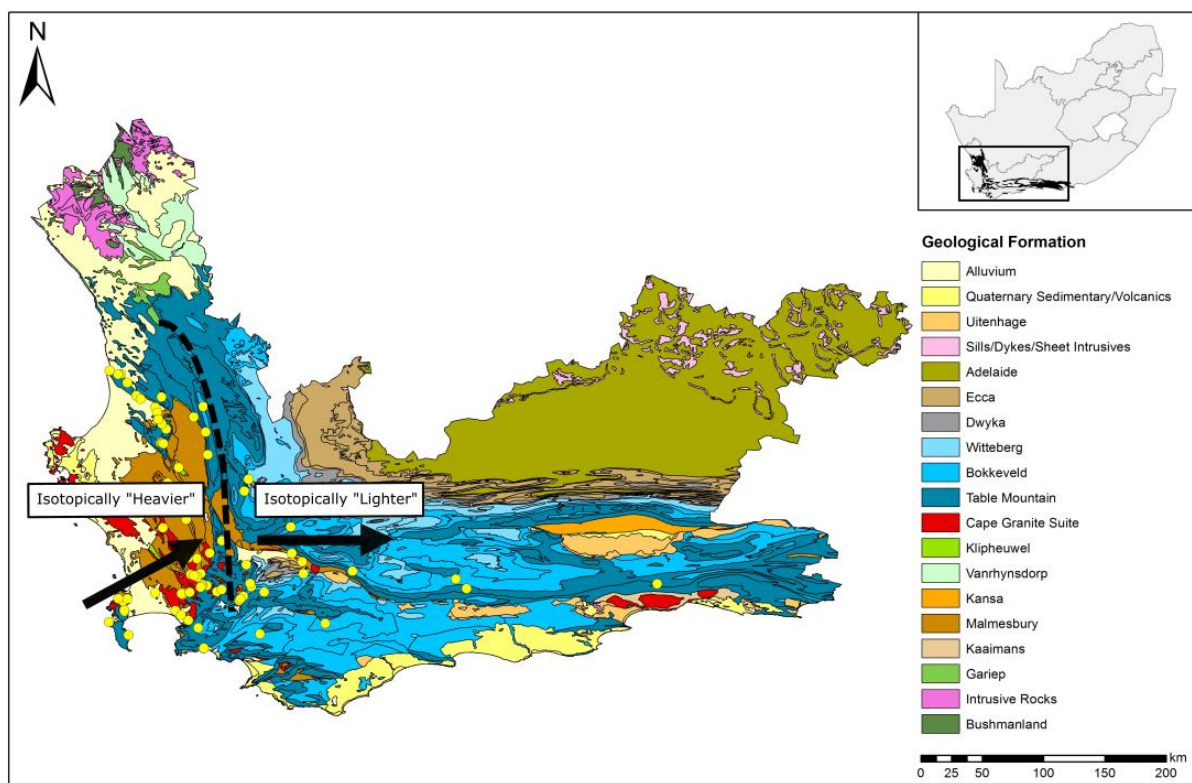 N
Isotopically "Heavier"
Isotopically "Lighter"
Geological Formation
Alluvium
Quaternary Sedimentary/Volcanics
Uitenhage
Sills/Dykes/Sheet Intrusives
Adelaide
Ecca
Dwyka
Witteberg
Bokkeveld
Table Mountain
Cape Granite Suite
Klipheuwel
Vanrhynsdorp
Kansa
Malmesbury
Kaaimans
Gariep
Intrusive Rocks
Bushmanland
km
0 25 50 100 150 200